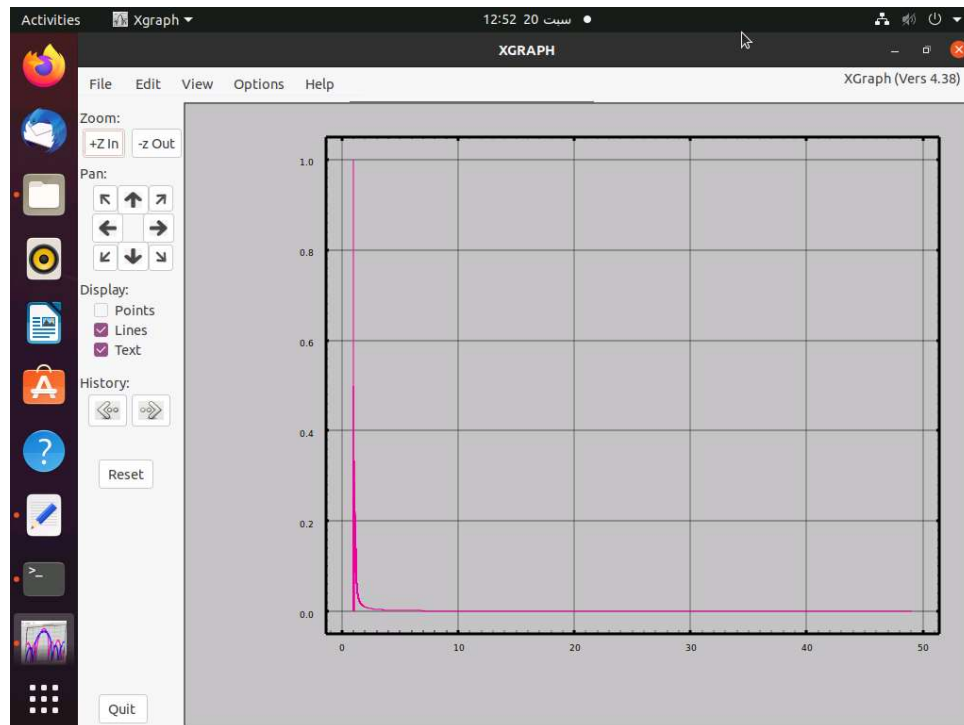 Activities Xgraph 12:52 20 سبت
XGRAPH
File Edit View Options Help XGraph (Vers 4.38)
Zoom:
+Z In -z Out
Pan:
Display:
Points
Lines
Text
History:
Reset
Quit
1.0
0.8
0.6
0.4
0.2
0.0
0 10 20 30 40 50